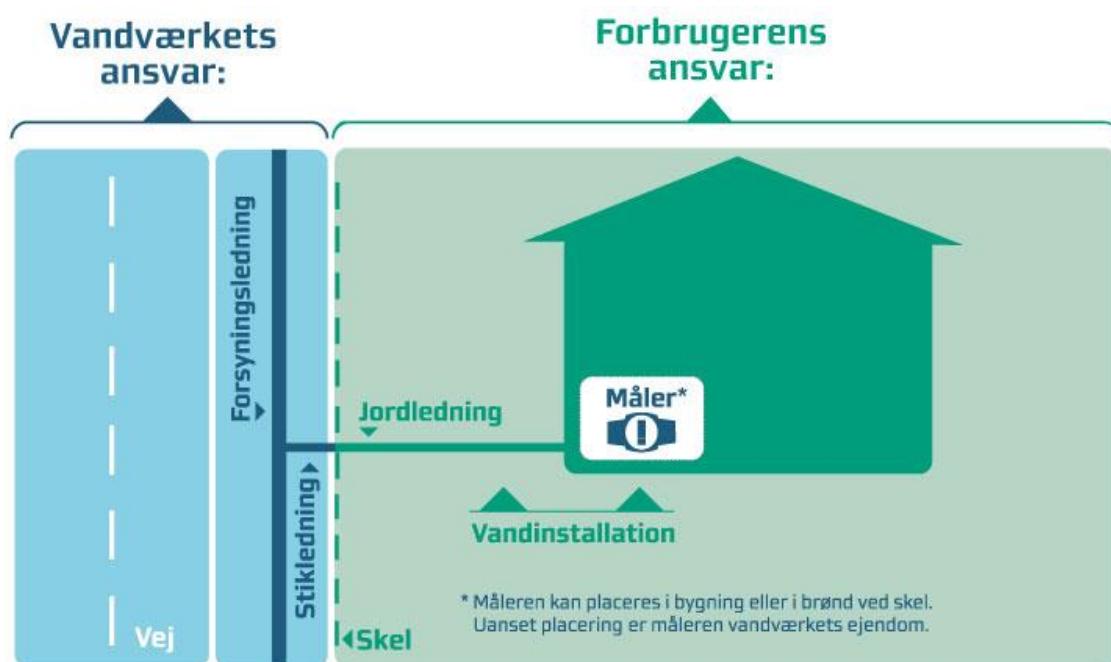 Vandværkets
ansvar:
Forbrugerens
ansvar:
Forsyningsledning
Stikledning
Vej
Jordledning
Måler*
Vandinstallation
* Måleren kan placeres i bygning eller i brønd ved skel.
Uanset placering er måleren vandværkets ejendom.
Skel